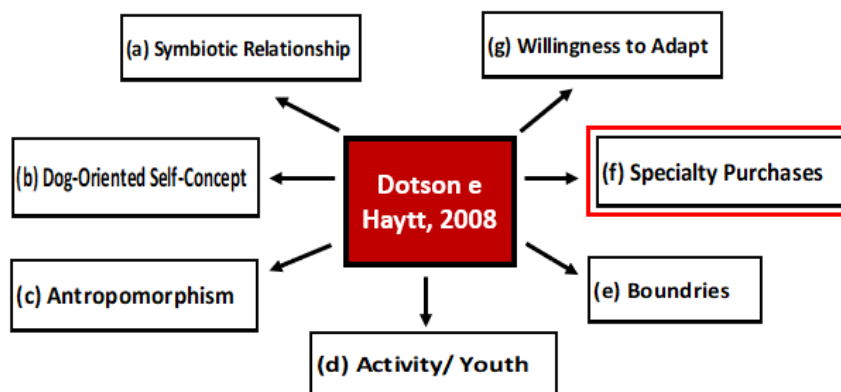 (a) Symbiotic Relationship
(g) Willingness to Adapt
(b) Dog-Oriented Self-Concept
Dotson e
Haytt, 2008
(f) Specialty Purchases
(c) Antropomorphism
(e) Boundries
(d) Activity/ Youth